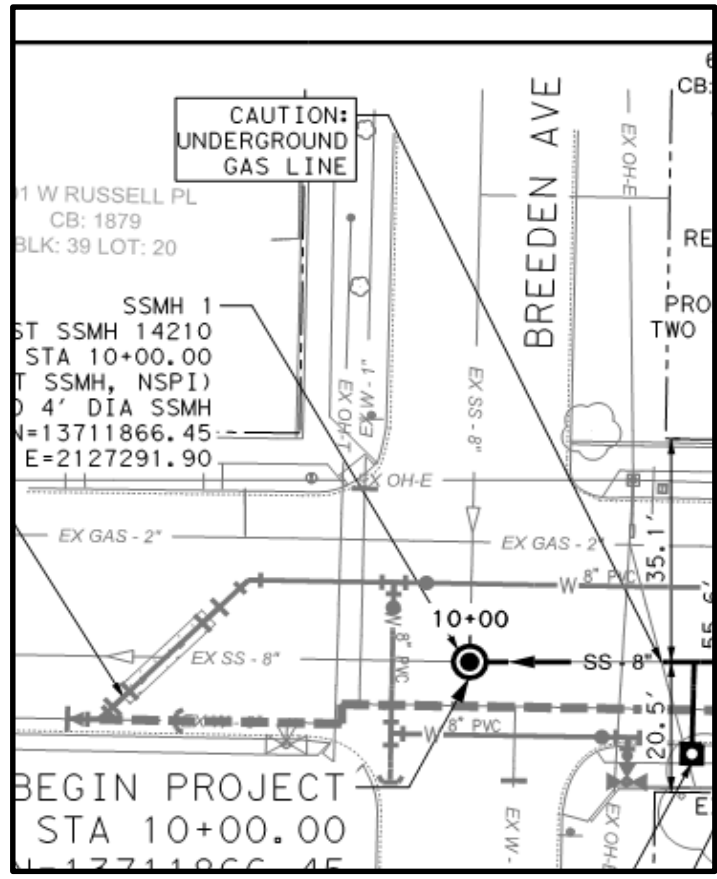 CAUTION:
UNDERGROUND
GAS LINE
BREEDEN AVE
CB:
EX OH-E
W RUSSELL PL
CB: 1879
BLK: 39 LOT: 20
RE
PRO
TWO
SSMH 1
ST SSMH 14210
STA 10+00.00
T SSMH, NSPI)
4' DIA SSMH
N=13711866.45
E=2127291.90
EX OH-T
EX W - 1"
EX SS - 8"
EX OH-E
EX GAS - 2"
EX GAS - 2"
35.1'
W 8" PVC
10+00
W 8" PVC
EX SS - 8"
SS - 8"
W 8" PVC
20.5'
BEGIN PROJECT
STA 10+00.00
N=13711866.45
EX W -
EX OH-E
E